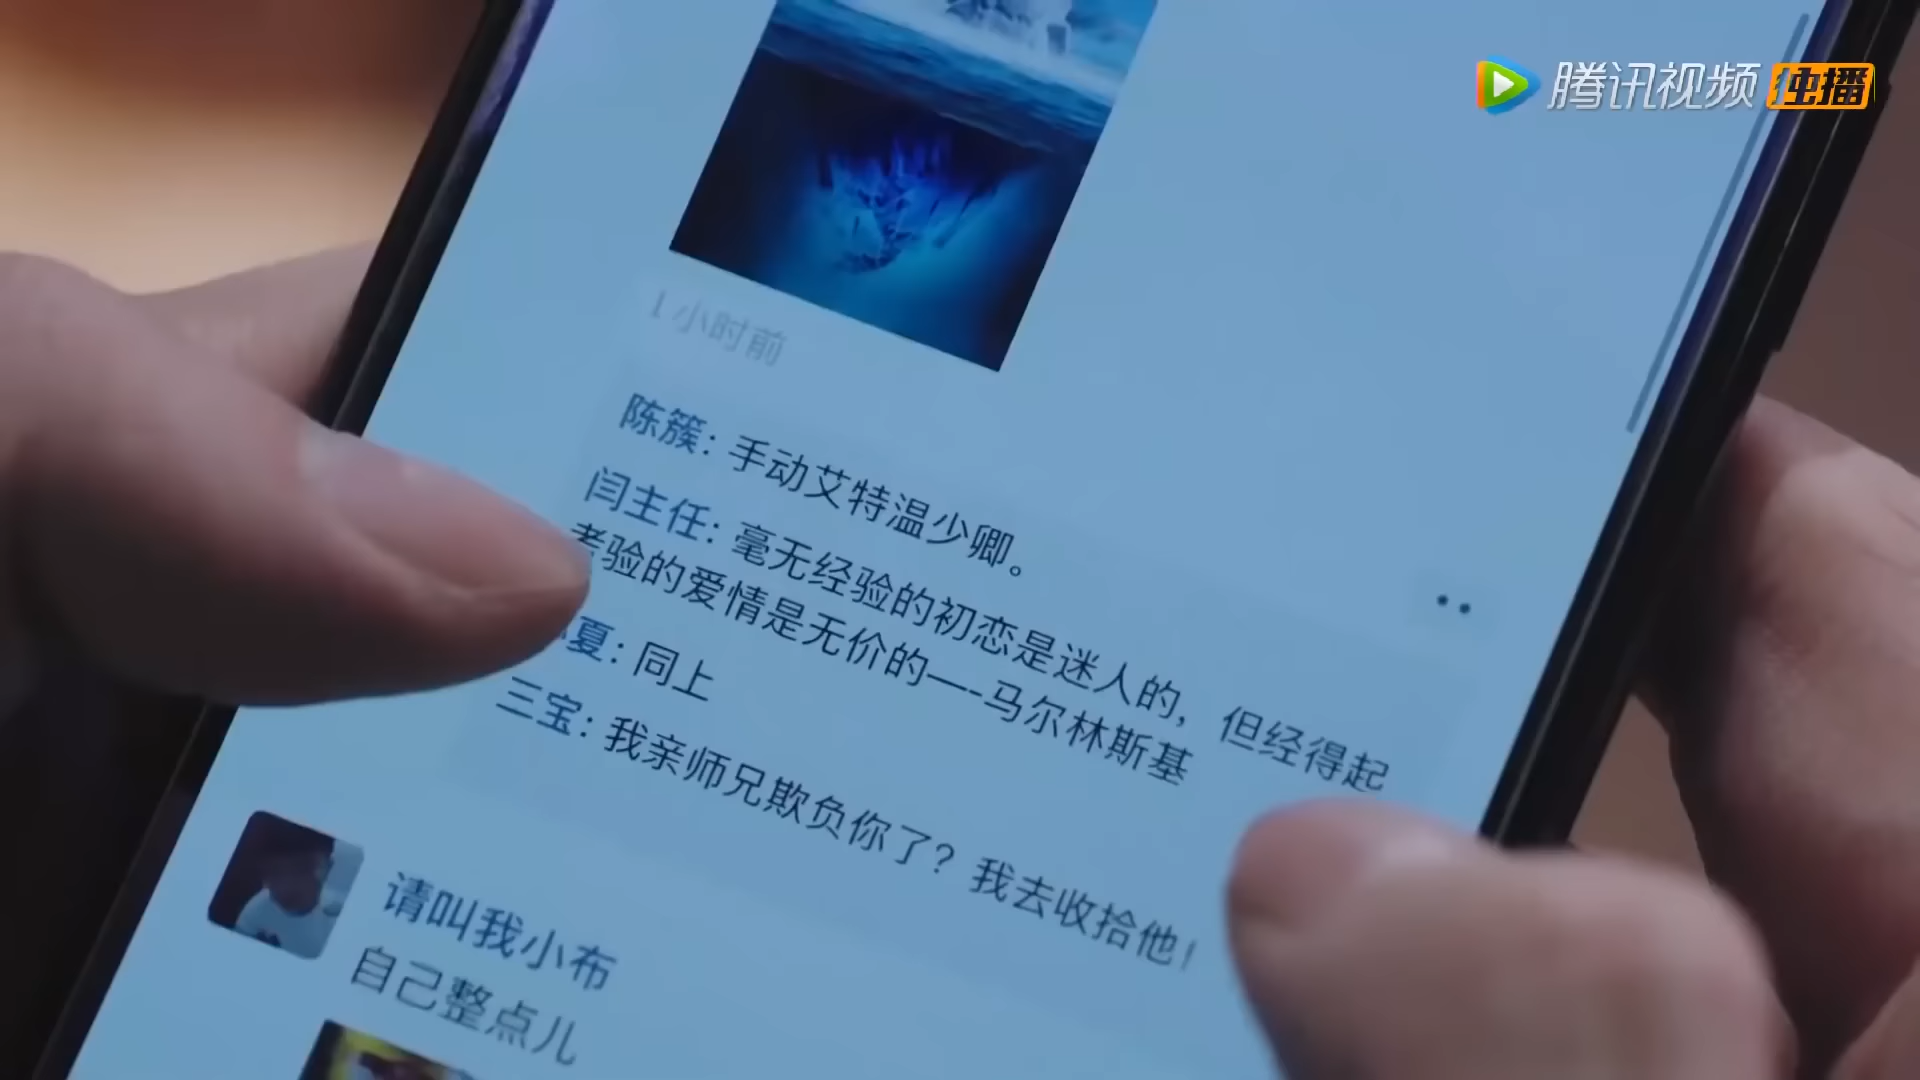 腾讯视频 独播
1 小时前
陈簇: 手动艾特温少卿。
闫主任: 毫无经验的初恋是迷人的，但经得起
考验的爱情是无价的—-马尔林斯基
夏: 同上
三宝: 我亲师兄欺负你了? 我去收拾他!
请叫我小布
自己整点儿